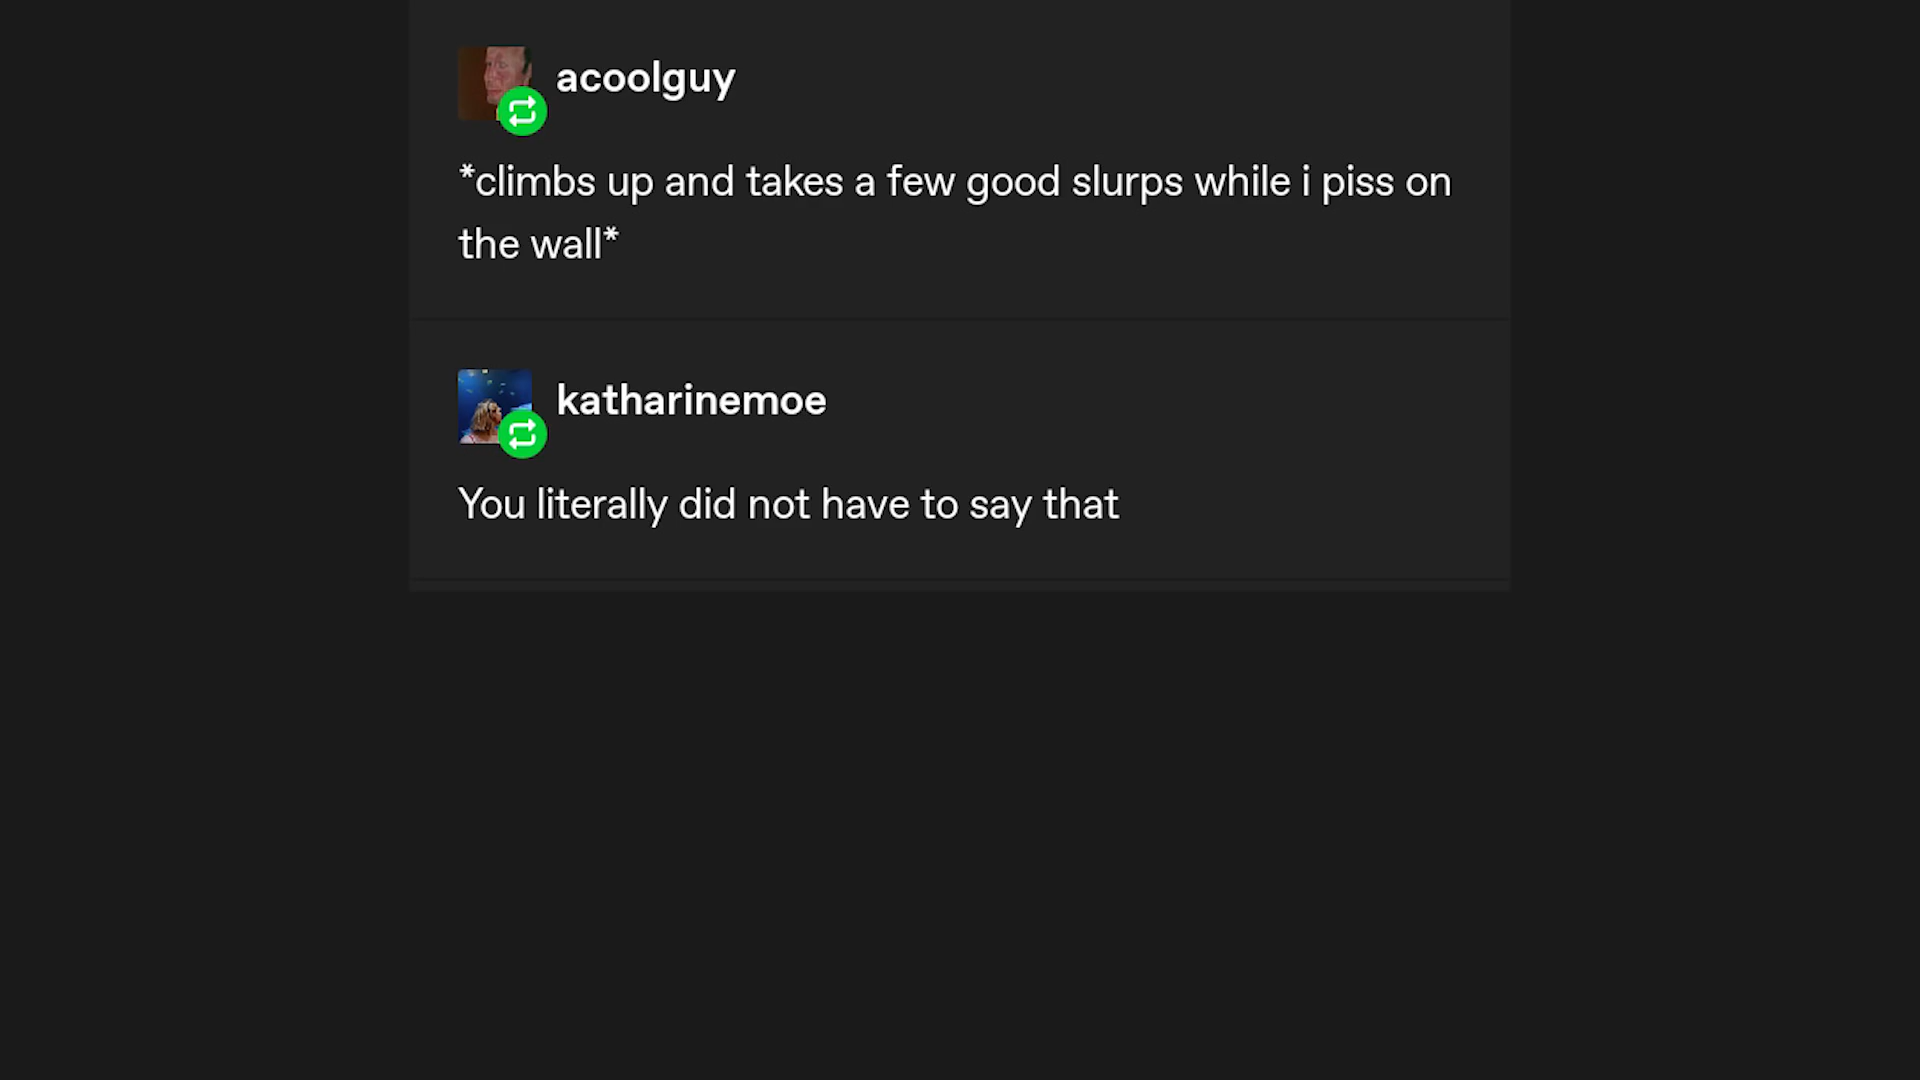 acoolguy
*climbs up and takes a few good slurps while i piss on
the wall*
katharinemoe
You literally did not have to say that